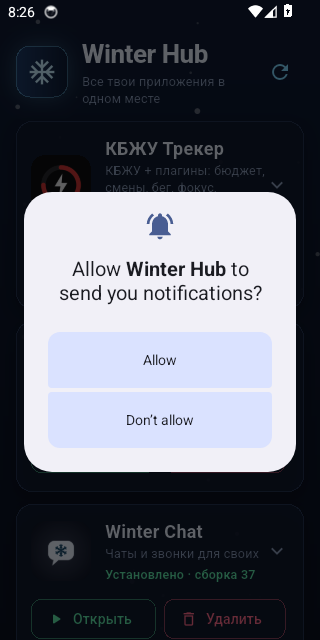 8:26
Winter Hub
Все твои приложения в
одном месте
КБЖУ Трекер
КБЖУ + плагины: бюджет,
смены, бег, фокус,
Allow Winter Hub to
send you notifications?
Allow
Don't allow
Winter Chat
Чаты и звонки для своих
Установлено · сборка 37
Открыть
Удалить